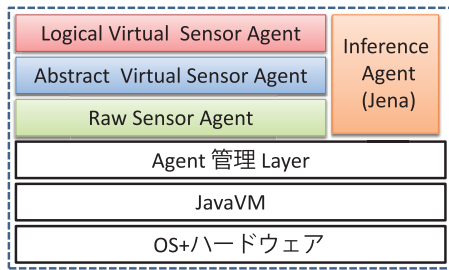 Logical Virtual Sensor Agent
Abstract Virtual Sensor Agent
Raw Sensor Agent
Inference
Agent
(Jena)
Agent 管理 Layer
JavaVM
OS+ハードウェア